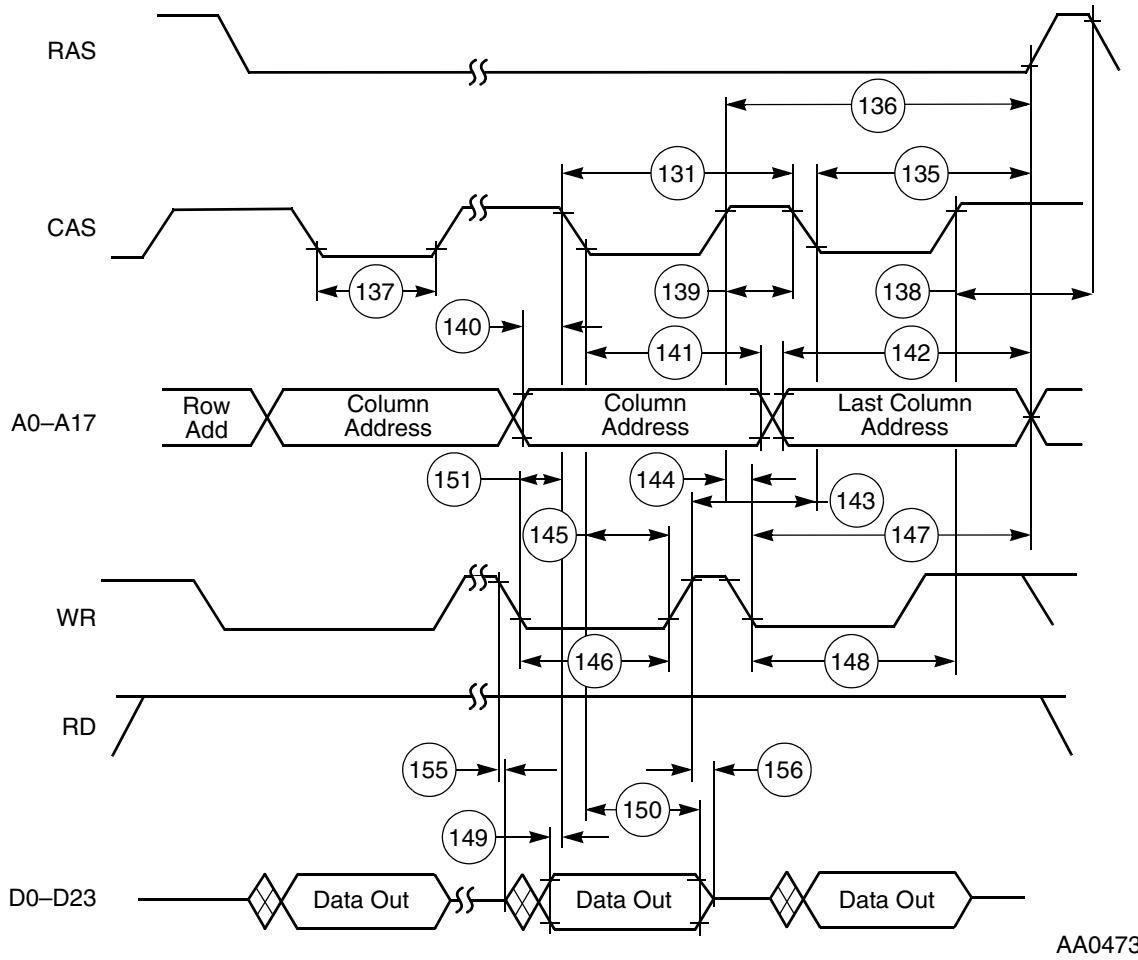 RAS
136
131
135
CAS
137
139
138
140
141
142
A0–A17
Row
Add
Column
Address
Column
Address
Last Column
Address
151
144
143
145
147
WR
146
148
RD
155
156
150
149
D0–D23
Data Out
Data Out
Data Out
AA0473